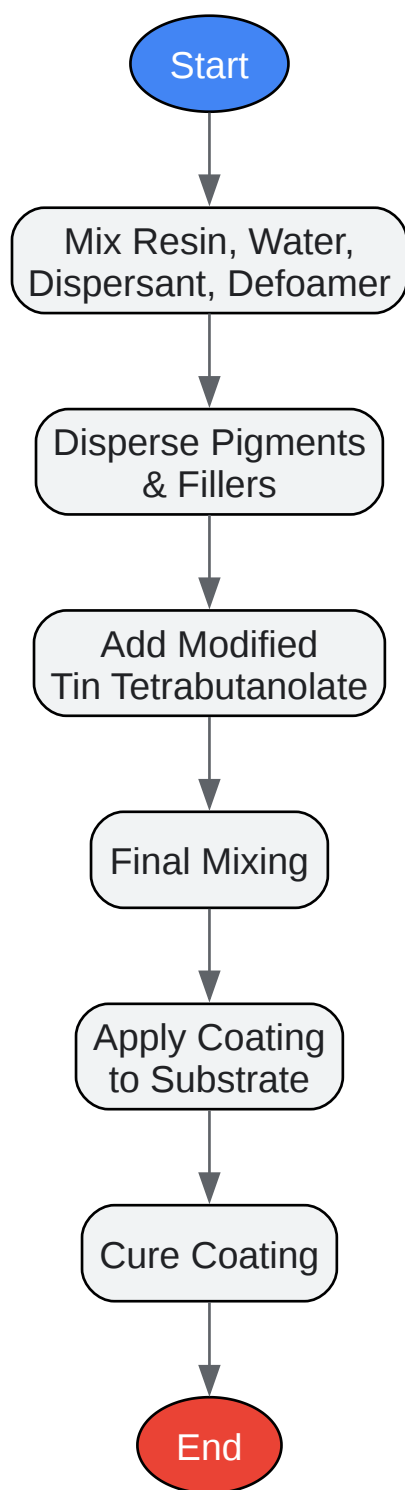 Start
Mix Resin, Water,
Dispersant, Defoamer
Disperse Pigments
& Fillers
Add Modified
Tin Tetrabutanolate
Final Mixing
Apply Coating
to Substrate
Cure Coating
End